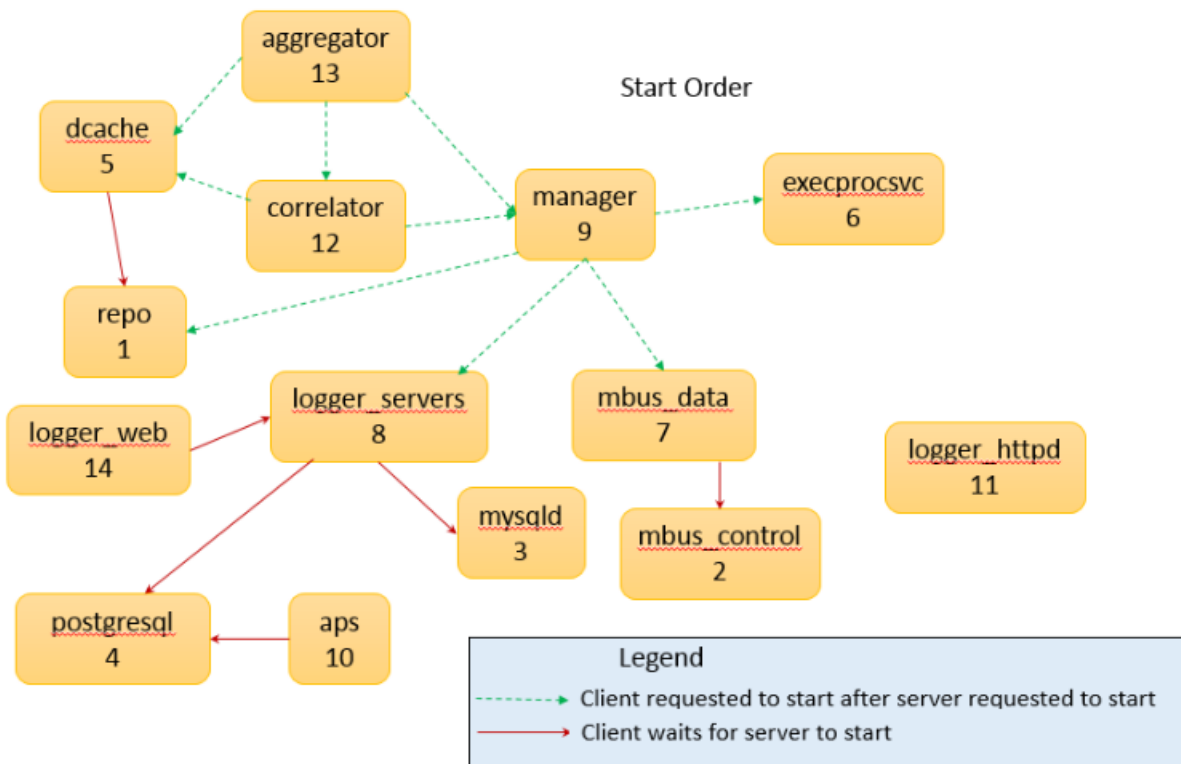 aggregator
13
Start Order
dcache
5
correlator
12
manager
9
execprocsvc
6
repo
1
logger_servers
8
mbus_data
7
logger_web
14
logger_httpd
11
mysqld
3
mbus_control
2
postgresql
4
aps
10
Legend
Client requested to start after server requested to start
Client waits for server to start